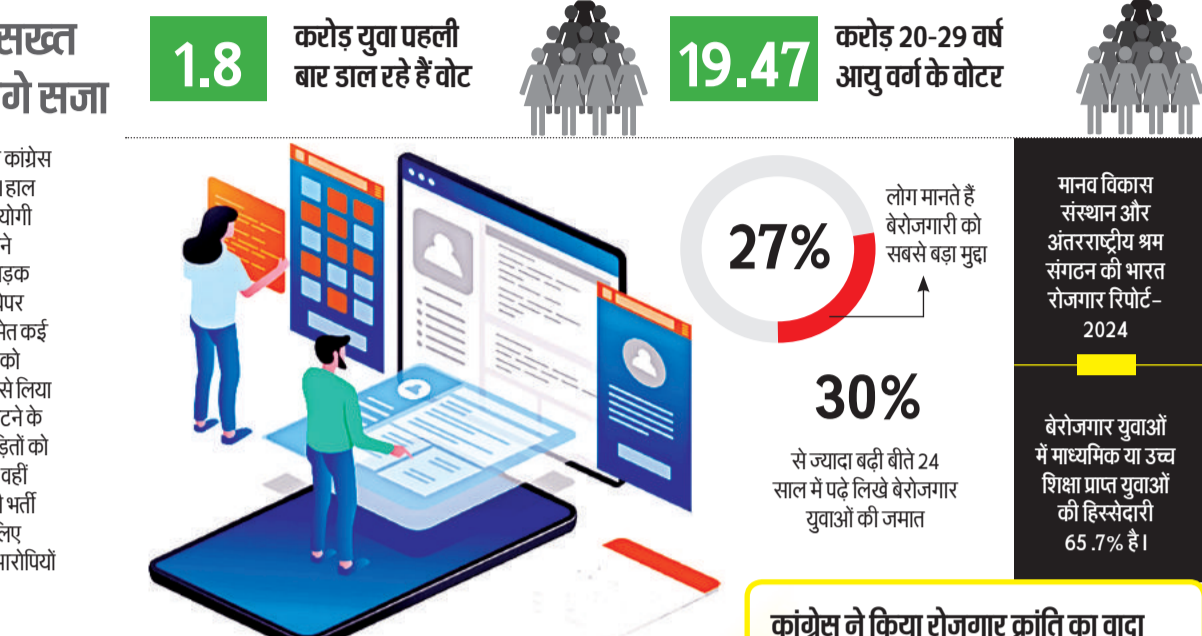 सख्त
गे सजा
कांग्रेस
हाल
योगी
ने
ड़क
पेपर
कई
को
से लिया
टने के
ड़ितों को
वहीं
भर्ती
लिए
आरोपियों
1.8
करोड़ युवा पहली
बार डाल रहे हैं वोट
19.47
करोड़ 20-29 वर्ष
आयु वर्ग के वोटर
27%
लोग मानते हैं
बेरोजगारी को
सबसे बड़ा मुद्दा
30%
से ज्यादा बढ़ी बीते 24
साल में पढ़े लिखे बेरोजगार
युवाओं की जमात
मानव विकास
संस्थान और
अंतरराष्ट्रीय श्रम
संगठन की भारत
रोजगार रिपोर्ट-
2024
बेरोजगार युवाओं
में माध्यमिक या उच्च
शिक्षा प्राप्त युवाओं
की हिस्सेदारी
65.7% है।
कांग्रेस ने किया रोजगार क्रांति का वादा